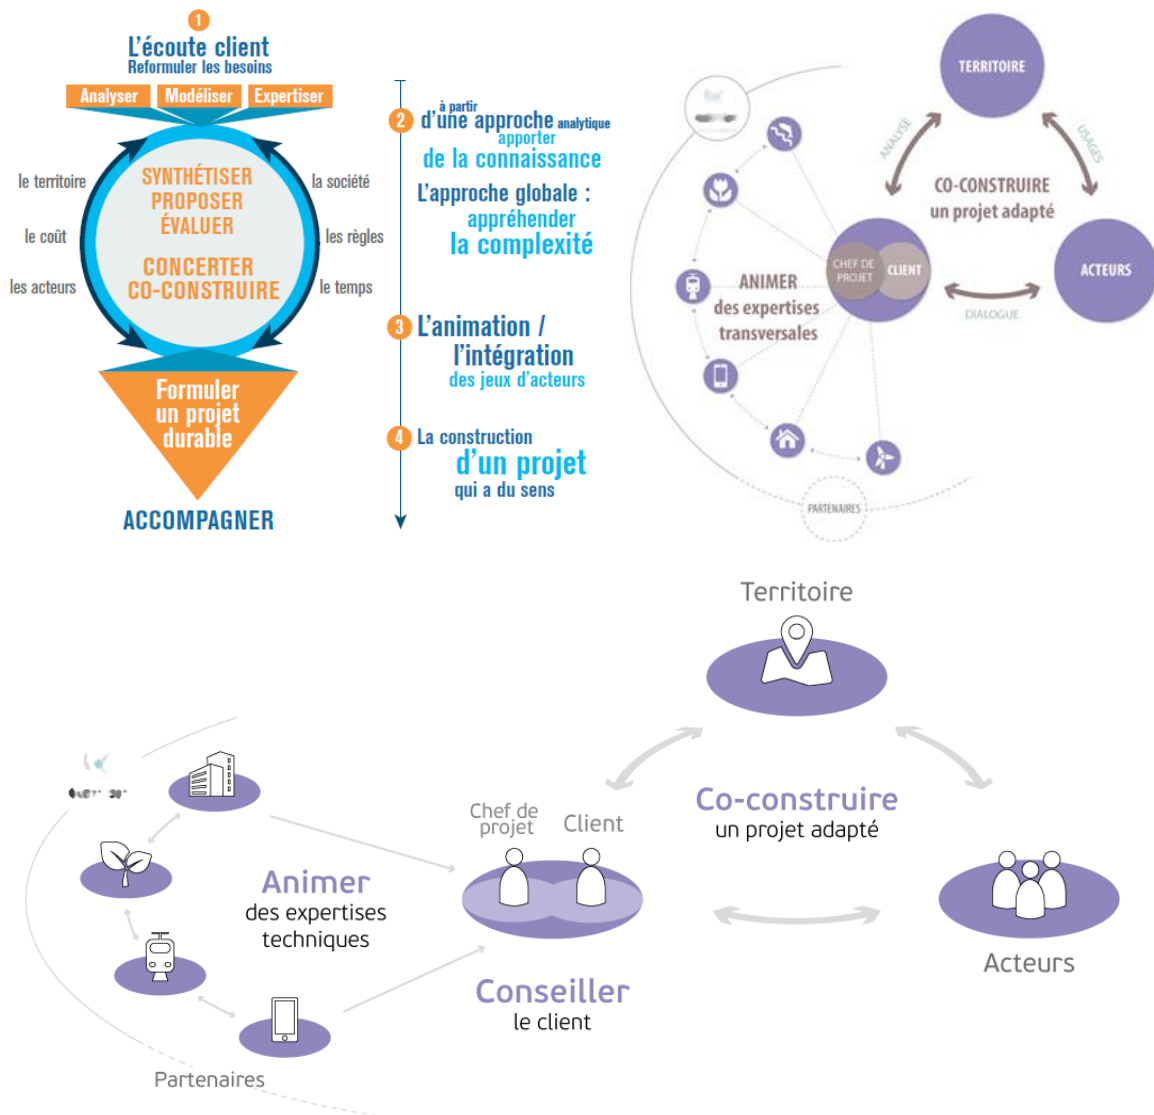 1
L'écoute client
Reformuler les besoins
Analyser
Modéliser
Expertiser
le territoire
le coût
les acteurs
SYNTHÉTISER
PROPOSER
ÉVALUER
CONCERTER
CO-CONSTRUIRE
la société
les règles
le temps
Formuler
un projet
durable
ACCOMPAGNER
2
à partir
d'une approche analytique
apporter
de la connaissance
L'approche globale :
appréhender
la complexité
3
L'animation /
l'intégration
des jeux d'acteurs
4
La construction
d'un projet
qui a du sens
TERRITOIRE
ANALYSE
USAGES
CO-CONSTRUIRE
un projet adapté
CHEF DE
PROJET
CLIENT
ACTEURS
DIALOGUE
ANIMER
des expertises
transversales
PARTENAIRES
Territoire
Co-construire
un projet adapté
Chef de
projet
Client
Animer
des expertises
techniques
Conseiller
le client
Acteurs
Partenaires